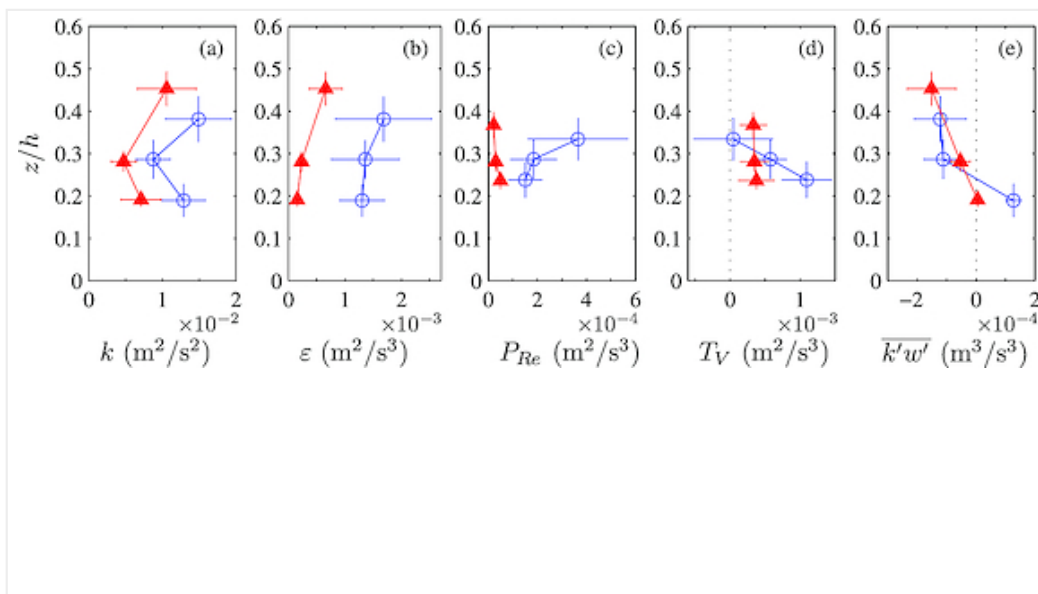 (a) (b) (c) (d) (e)
0.6 0.6 0.6 0.6 0.6
0.5 0.5 0.5 0.5 0.5
0.4 0.4 0.4 0.4 0.4
z/h
0.3 0.3 0.3 0.3 0.3
0.2 0.2 0.2 0.2 0.2
0.1 0.1 0.1 0.1 0.1
0 0 0 0 0
0 1 2 0 1 2 0 2 4 6 0 1 −2 0 2
×10⁻² ×10⁻³ ×10⁻⁴ ×10⁻³ ×10⁻⁴
k (m²/s²) ε (m²/s³) P_Re (m²/s³) T_V (m²/s³) k′w′ (m³/s³)